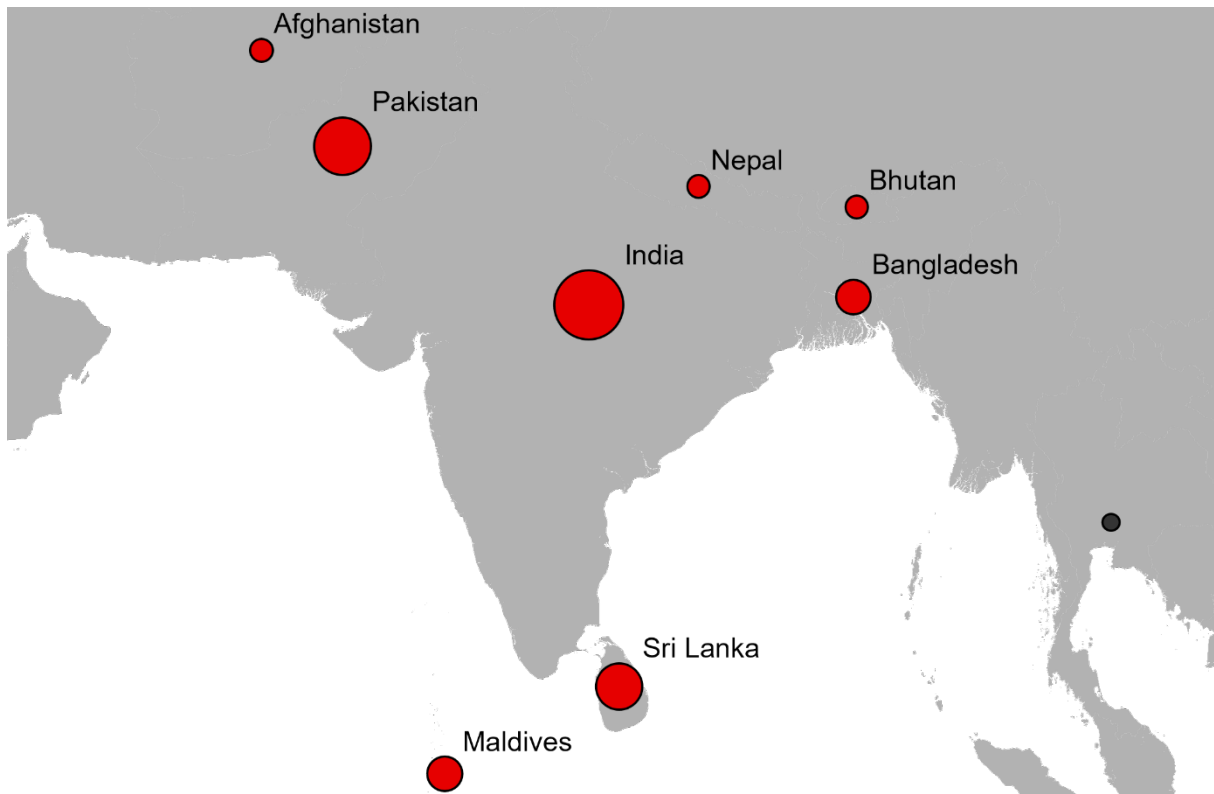 Afghanistan
Pakistan
Nepal
Bhutan
India
Bangladesh
Sri Lanka
Maldives